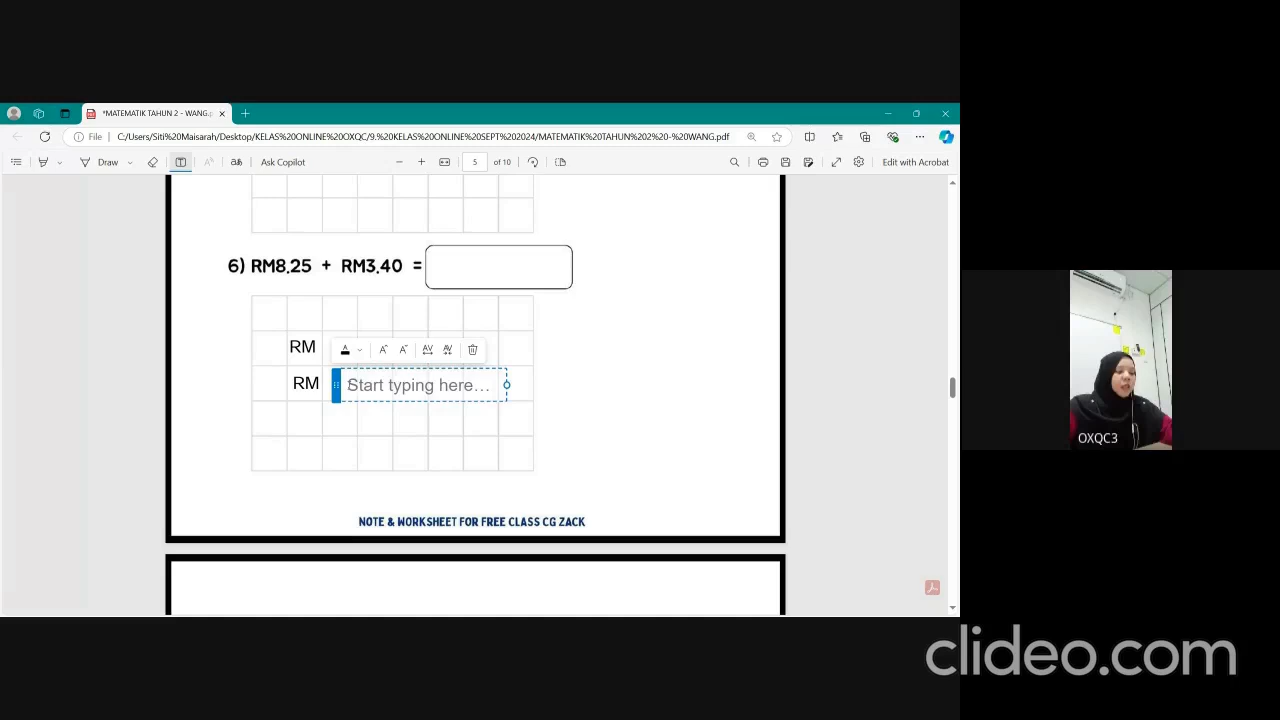 *MATEMATIK TAHUN 2 - WANG.p
File
C:/Users/Siti%20Maisarah/Desktop/KELAS%20ONLINE%20OXQC/9.%20KELAS%20ONLINE%20SEPT%202024/MATEMATIK%20TAHUN%202%20-%20WANG.pdf
Draw
Ask Copilot
5 of 10
Edit with Acrobat
6) RM8.25 + RM3.40 =
RM
RM
Start typing here...
NOTE & WORKSHEET FOR FREE CLASS CG ZACK
OXQC3
clideo.com